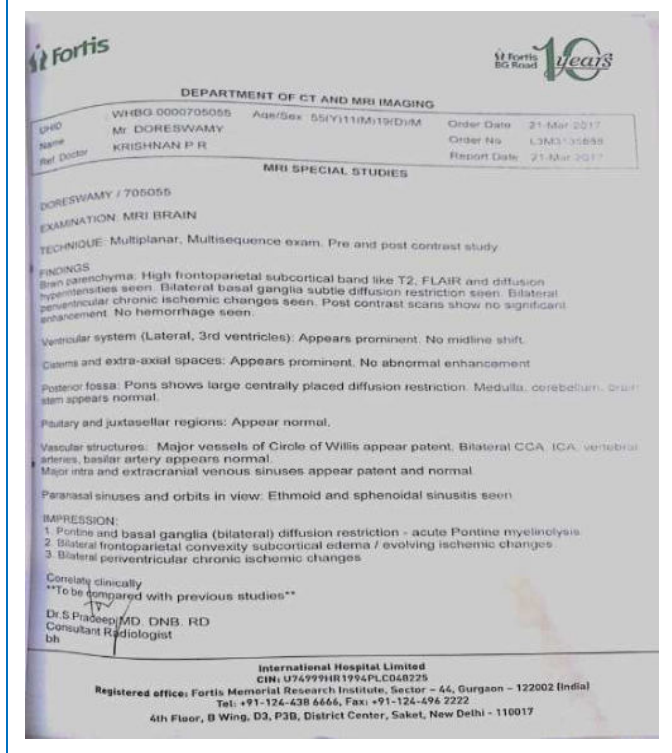 Fortis
Fortis
BG Road
10 years
DEPARTMENT OF CT AND MRI IMAGING
UHID WHBG.0000705055 Age/Sex 55(Y)11(M)19(D)/M Order Date 21-Mar-2017
Name Mr. DORESWAMY Order No
Ref. Doctor KRISHNAN P R Report Date 21-Mar-2017
MRI SPECIAL STUDIES
DORESWAMY / 705055
EXAMINATION: MRI BRAIN
TECHNIQUE: Multiplanar, Multisequence exam. Pre and post contrast study
FINDINGS
Brain parenchyma: High frontoparietal subcortical band like T2, FLAIR and diffusion
hyperintensities seen. Bilateral basal ganglia subtle diffusion restriction seen. Bilateral
periventricular chronic ischemic changes seen. Post contrast scans show no significant
enhancement. No hemorrhage seen.
Ventricular system (Lateral, 3rd ventricles): Appears prominent. No midline shift.
Cisterns and extra-axial spaces: Appears prominent. No abnormal enhancement
Posterior fossa: Pons shows large centrally placed diffusion restriction. Medulla, cerebellum, brain
stem appears normal.
Pituitary and juxtasellar regions: Appear normal.
Vascular structures: Major vessels of Circle of Willis appear patent. Bilateral CCA, ICA, vertebral
arteries, basilar artery appears normal.
Major intra and extracranial venous sinuses appear patent and normal.
Paranasal sinuses and orbits in view: Ethmoid and sphenoidal sinusitis seen.
IMPRESSION:
1. Pontine and basal ganglia (bilateral) diffusion restriction - acute Pontine myelinolysis
2. Bilateral frontoparietal convexity subcortical edema / evolving ischemic changes
3. Bilateral periventricular chronic ischemic changes
Correlate clinically
**To be compared with previous studies**
Dr.S.Pradeep MD. DNB. RD
Consultant Radiologist
bh
International Hospital Limited
CIN: U74999HR1994PLC048225
Registered office: Fortis Memorial Research Institute, Sector – 44, Gurgaon – 122002 (India)
Tel: +91-124-438 6666, Fax: +91-124-496 2222
4th Floor, B Wing, D3, P3B, District Center, Saket, New Delhi - 110017